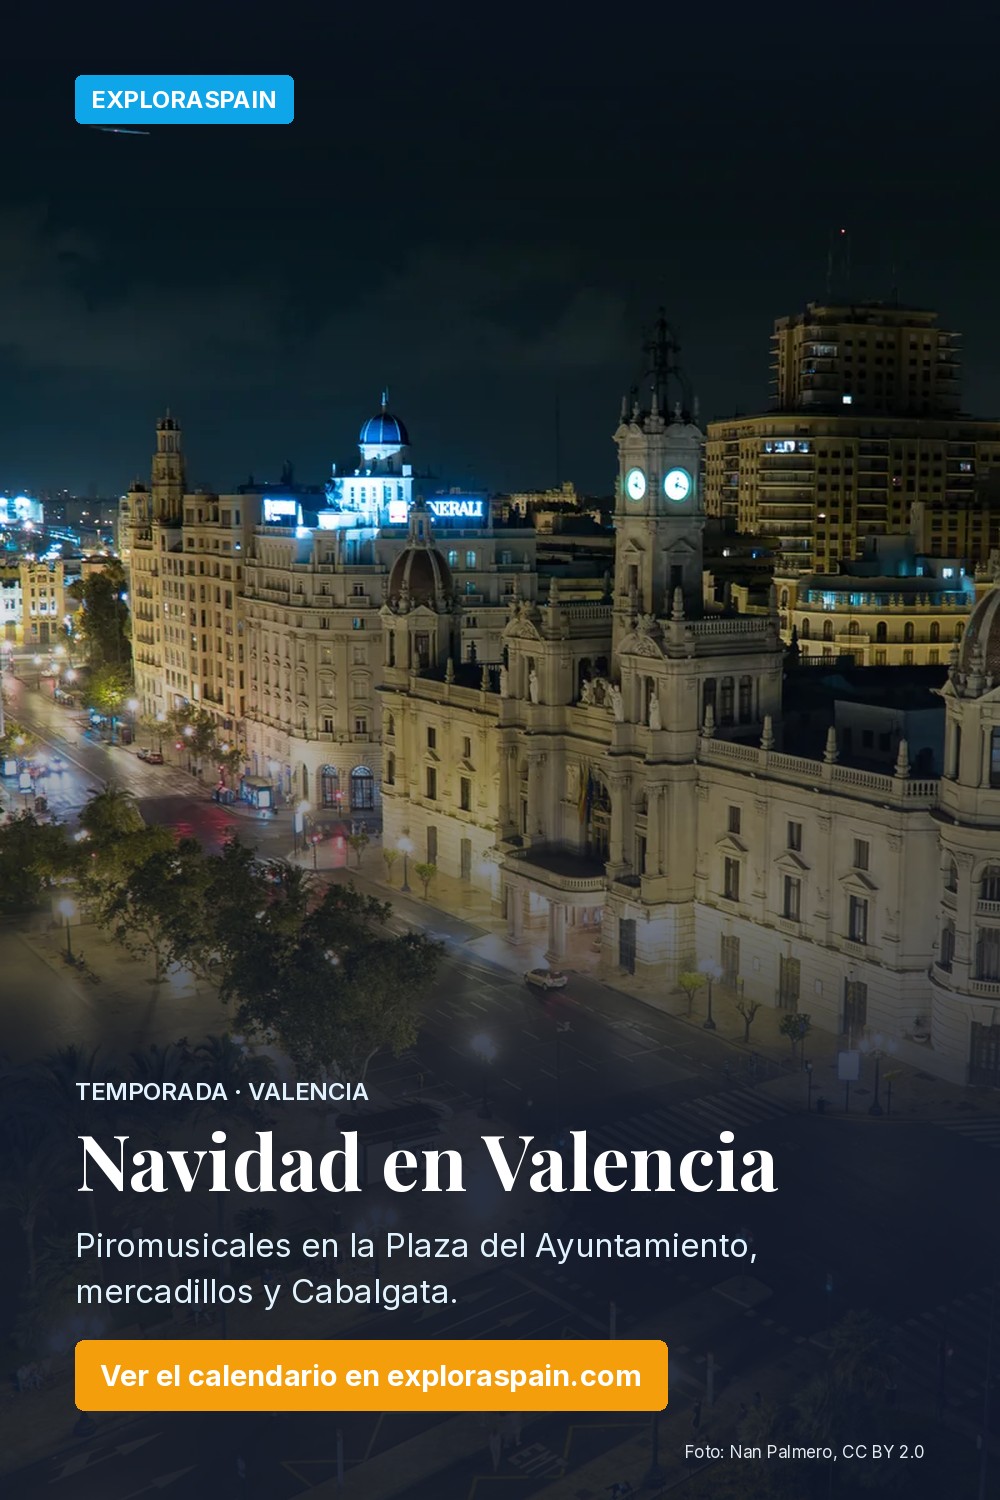 EXPLORASPAIN
NERALI
TEMPORADA · VALENCIA
Navidad en Valencia
Piromusicales en la Plaza del Ayuntamiento,
mercadillos y Cabalgata.
Ver el calendario en exploraspain.com
Foto: Nan Palmero, CC BY 2.0